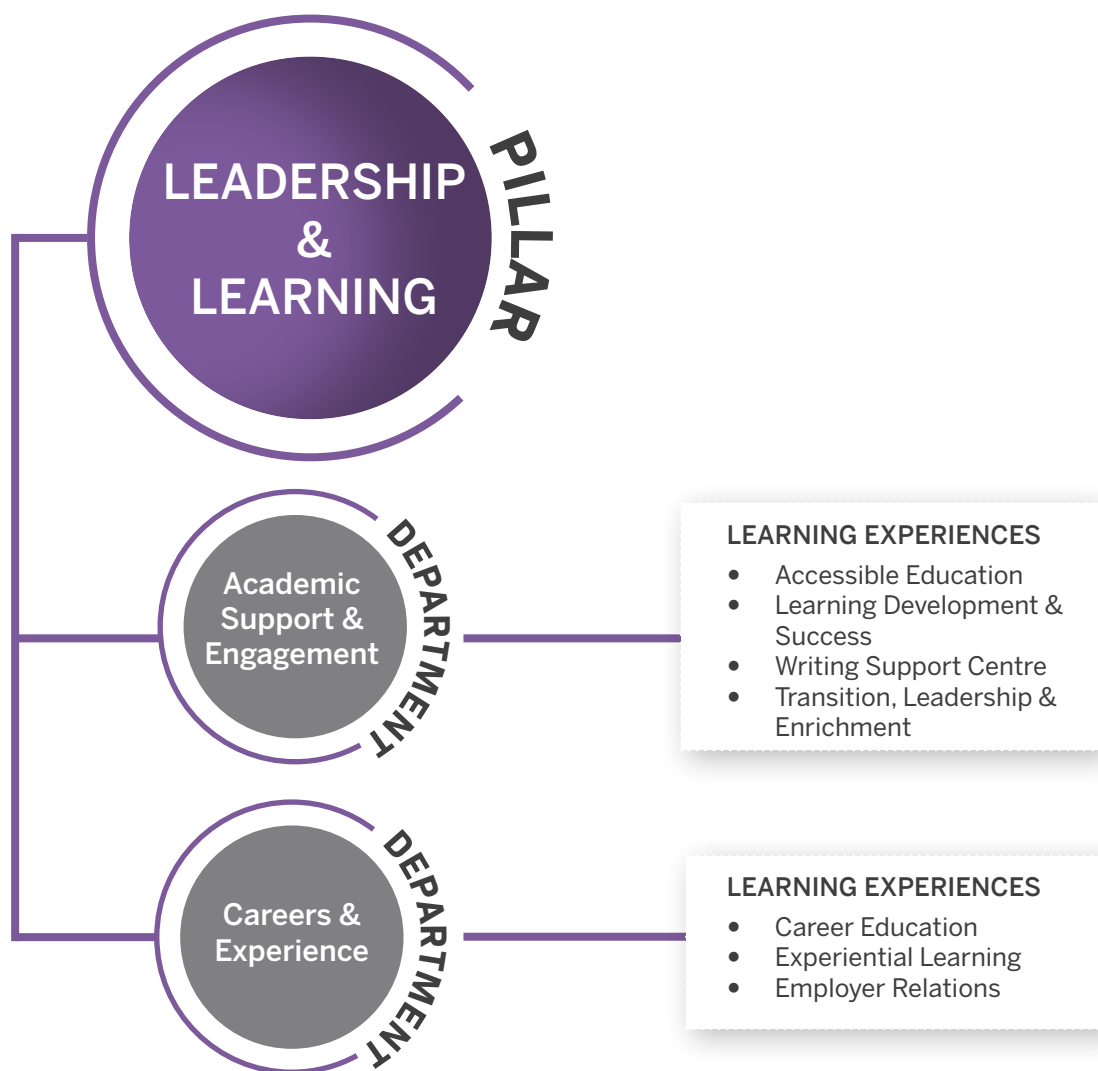 LEADERSHIP
&
LEARNING
PILLAR
Academic
Support &
Engagement
DEPARTMENT
LEARNING EXPERIENCES
• Accessible Education
• Learning Development &
Success
• Writing Support Centre
• Transition, Leadership &
Enrichment
Careers &
Experience
DEPARTMENT
LEARNING EXPERIENCES
• Career Education
• Experiential Learning
• Employer Relations